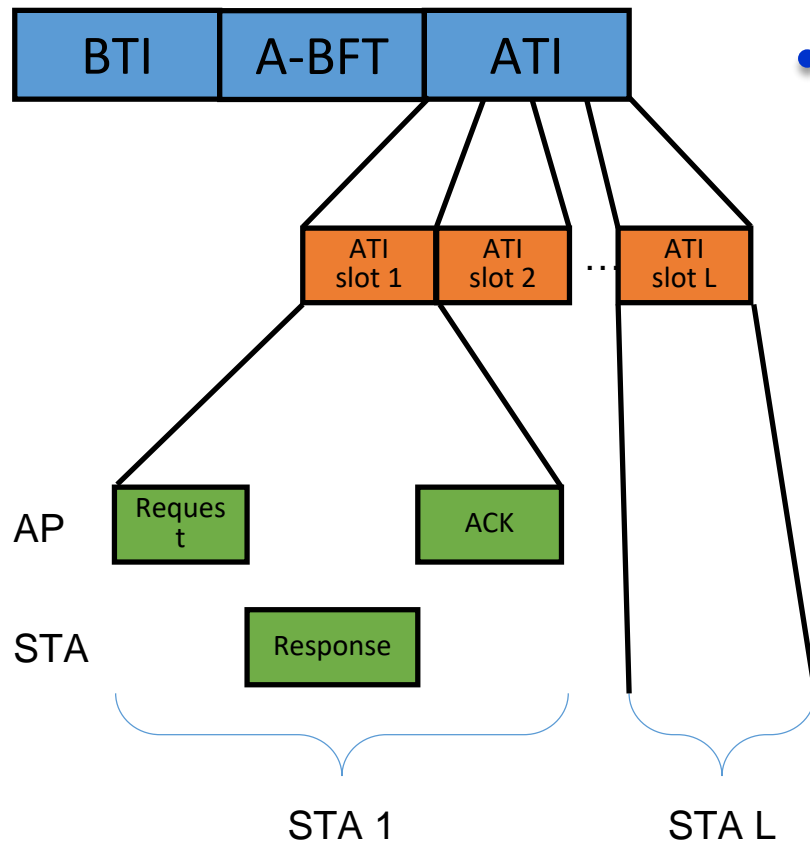 BTI A-BFT ATI
ATI ATI ATI
slot 1 slot 2 ... slot L
AP
Reques
t
ACK
STA
Response
STA 1 STA L